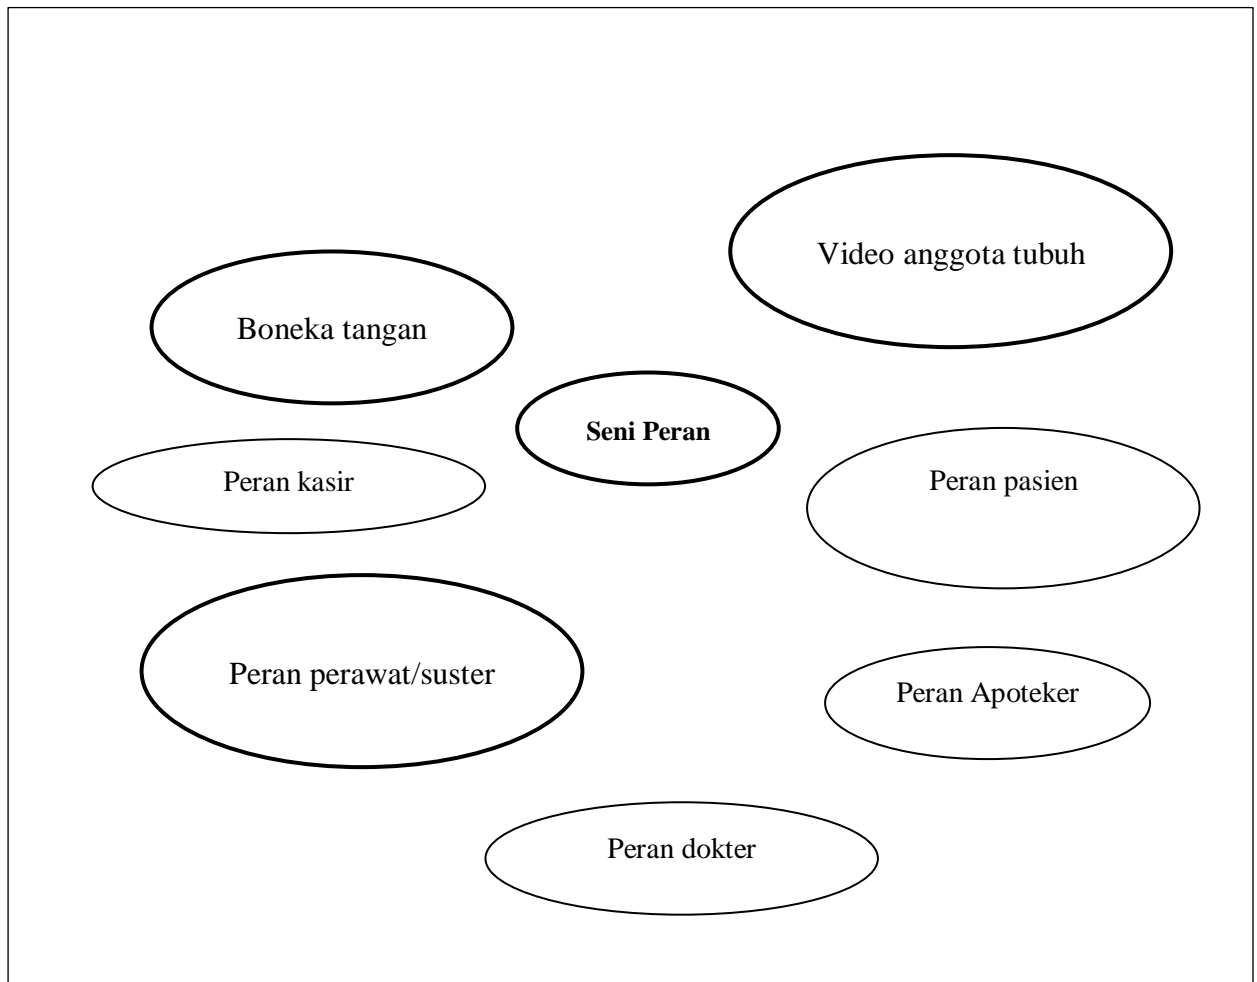 Video anggota tubuh
Boneka tangan
Seni Peran
Peran kasir
Peran pasien
Peran perawat/suster
Peran Apoteker
Peran dokter